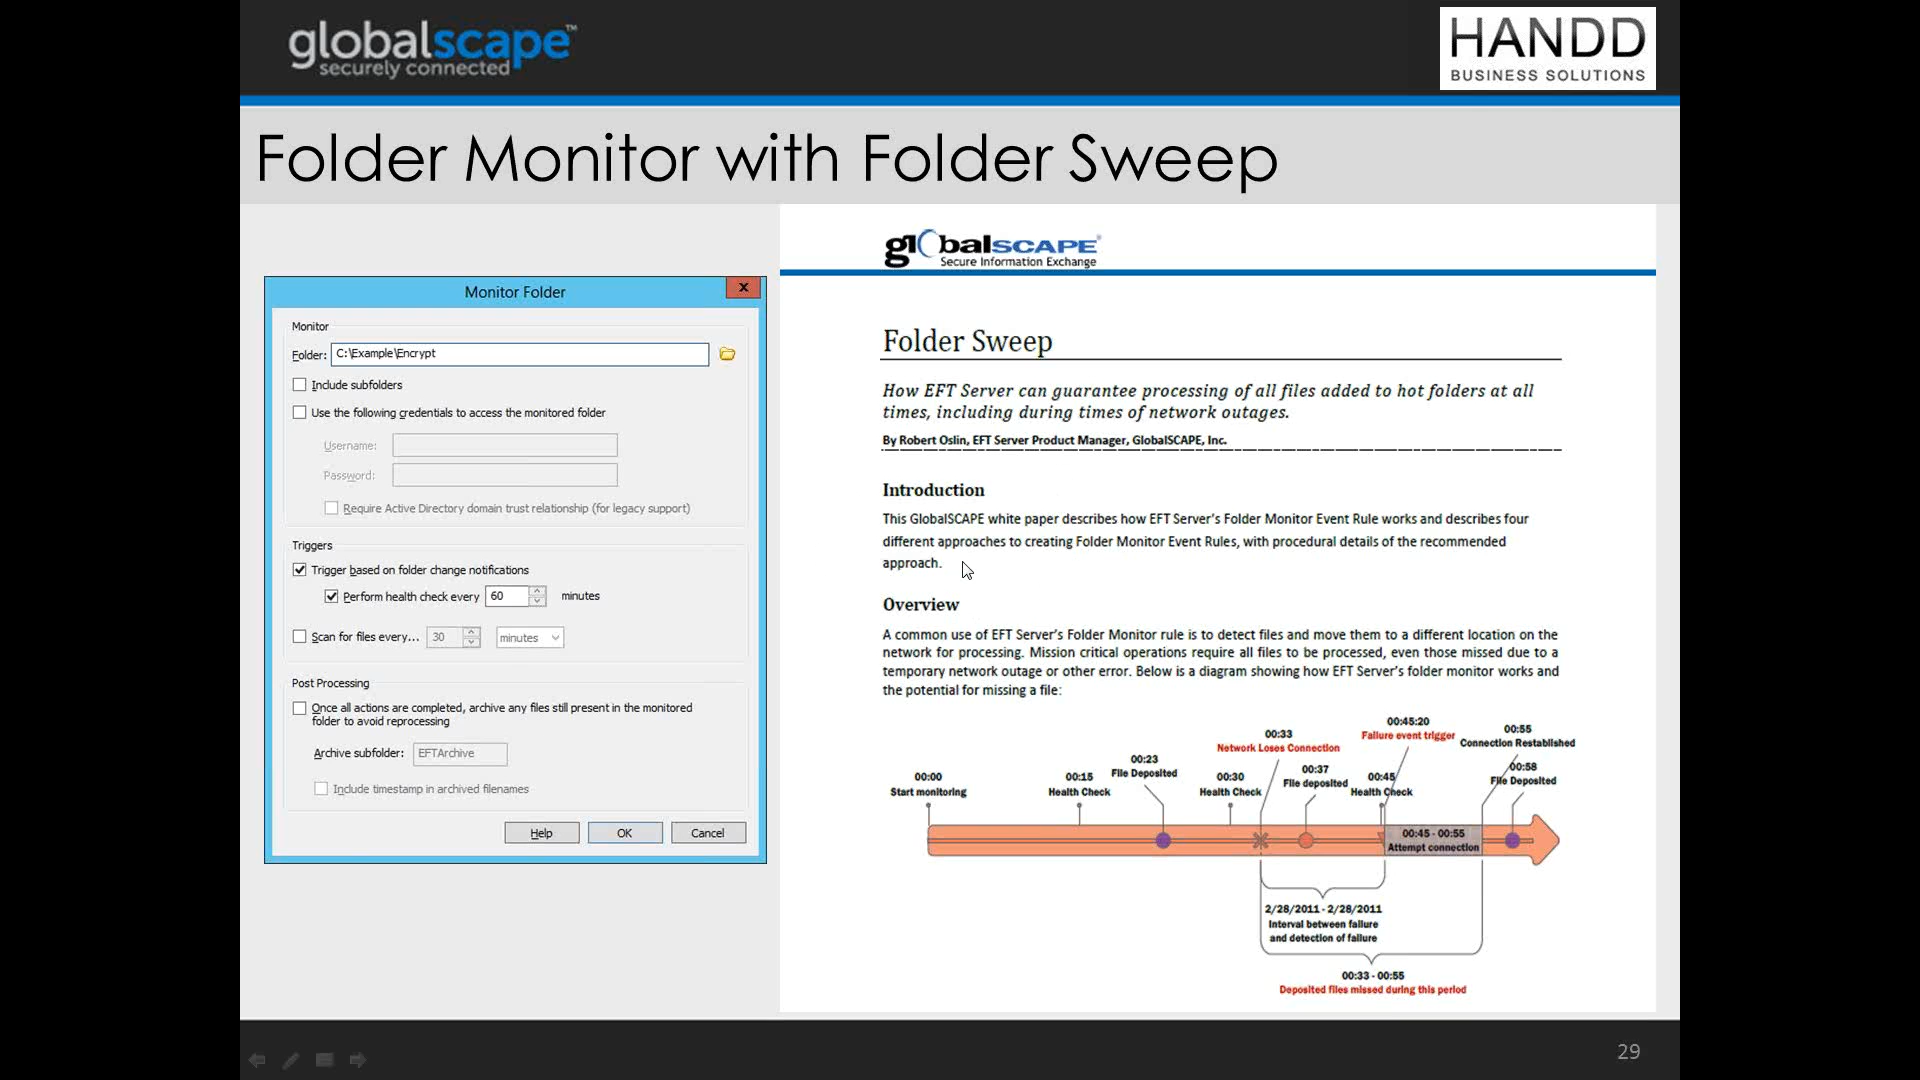 globalscape™
securely connected
HANDD
BUSINESS SOLUTIONS
Folder Monitor with Folder Sweep
Monitor Folder
x
Monitor
Folder: C:\Example\Encrypt
Include subfolders
Use the following credentials to access the monitored folder
Username:
Password:
Require Active Directory domain trust relationship (for legacy support)
Triggers
Trigger based on folder change notifications
Perform health check every 60 minutes
Scan for files every... 30 minutes
Post Processing
Once all actions are completed, archive any files still present in the monitored
folder to avoid reprocessing
Archive subfolder: EFTArchive
Include timestamp in archived filenames
Help OK Cancel
globalSCAPE®
Secure Information Exchange
Folder Sweep
How EFT Server can guarantee processing of all files added to hot folders at all
times, including during times of network outages.
By Robert Oslin, EFT Server Product Manager, GlobalSCAPE, Inc.
Introduction
This GlobalSCAPE white paper describes how EFT Server's Folder Monitor Event Rule works and describes four
different approaches to creating Folder Monitor Event Rules, with procedural details of the recommended
approach.
Overview
A common use of EFT Server's Folder Monitor rule is to detect files and move them to a different location on the
network for processing. Mission critical operations require all files to be processed, even those missed due to a
temporary network outage or other error. Below is a diagram showing how EFT Server's folder monitor works and
the potential for missing a file:
00:00
Start monitoring
00:15
Health Check
00:23
File Deposited
00:30
Health Check
00:33
Network Loses Connection
00:37
File deposited
00:45
Health Check
00:45:20
Failure event trigger
00:55
Connection Restablished
00:58
File Deposited
00:45 - 00:55
Attempt connection
2/28/2011 - 2/28/2011
Interval between failure
and detection of failure
00:33 - 00:55
Deposited files missed during this period
29